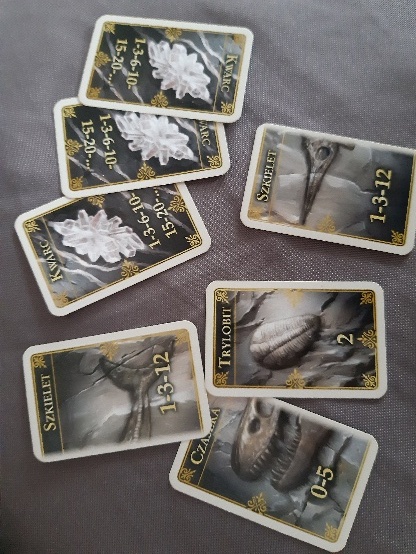 KWARC
1-3-6-10-
15-20-...
KWARC
1-3-6-10-
15-20-...
SZKIELET
1-3-12
KWARC
1-3-6-10-
15-20-...
TRYLOBIT
2
SZKIELET
1-3-12
CZASZKA
0-5